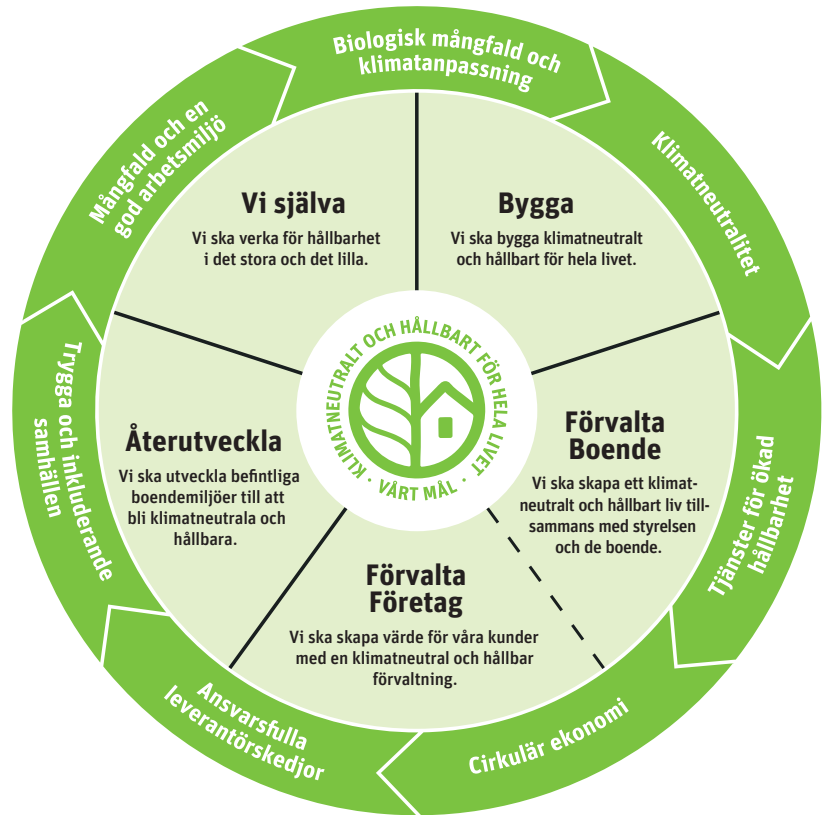 Biologisk mångfald och
klimatanpassning
Klimatneutralitet
Tjänster för ökad
hållbarhet
Cirkulär ekonomi
Ansvarsfulla
leverantörskedjor
Trygga och inkluderande
samhällen
Mångfald och en
god arbetsmiljö
Vi själva
Vi ska verka för hållbarhet
i det stora och det lilla.
Bygga
Vi ska bygga klimatneutralt
och hållbart för hela livet.
Förvalta
Boende
Vi ska skapa ett klimat-
neutralt och hållbart liv till-
sammans med styrelsen
och de boende.
Förvalta
Företag
Vi ska skapa värde för våra kunder
med en klimatneutral och hållbar
förvaltning.
Återutveckla
Vi ska utveckla befintliga
boendemiljöer till att
bli klimatneutrala och
hållbara.
KLIMATNEUTRALT OCH HÅLLBART FÖR HELA LIVET
· VÅRT MÅL ·